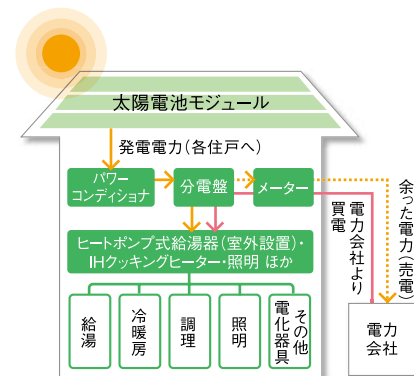 太陽電池モジュール
発電電力（各住戸へ）
パワー
コンディショナ
分電盤
メーター
余った電力（売電）
電力会社より
買電
ヒートポンプ式給湯器（室外設置）・
IHクッキングヒーター・照明 ほか
給湯
冷暖房
調理
照明
その他
電化器具
電力
会社